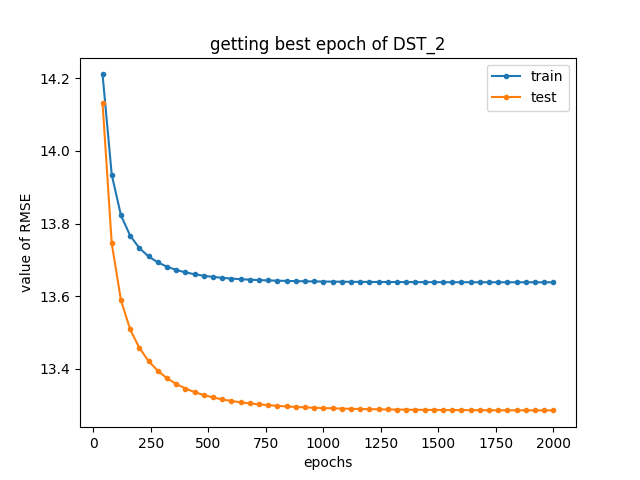 getting best epoch of DST_2
train
test
value of RMSE
14.2
14.0
13.8
13.6
13.4
0 250 500 750 1000 1250 1500 1750 2000
epochs